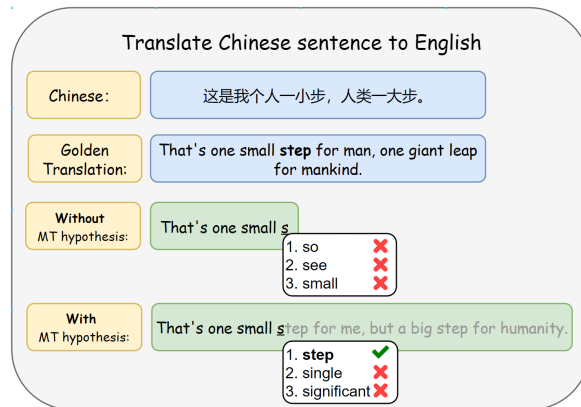 Translate Chinese sentence to English
Chinese:
这是我个人一小步，人类一大步。
Golden
Translation:
That's one small step for man, one giant leap
for mankind.
Without
MT hypothesis:
That's one small s
1. so
2. see
3. small
With
MT hypothesis:
That's one small step for me, but a big step for humanity.
1. step
2. single
3. significant